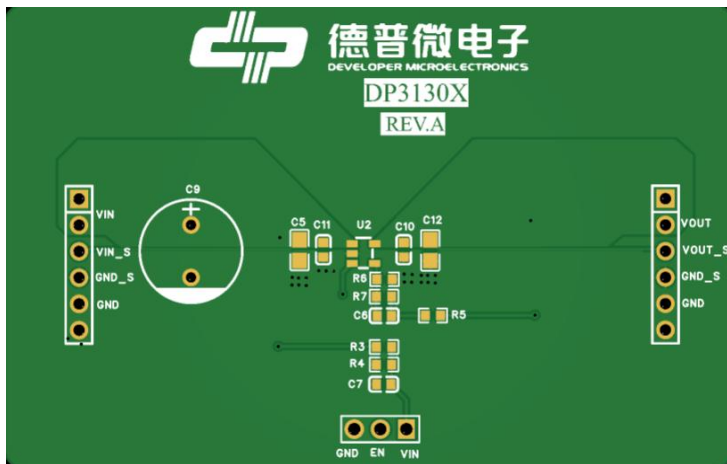 德普微电子
DEVELOPER MICROELECTRONICS
DP3130X
REV.A
C9
VIN
VIN_S
GND_S
GND
C5
C11
U2
C10
C12
VOUT
VOUT_S
GND_S
GND
R6
R7
C6
R5
R3
R4
C7
GND EN VIN